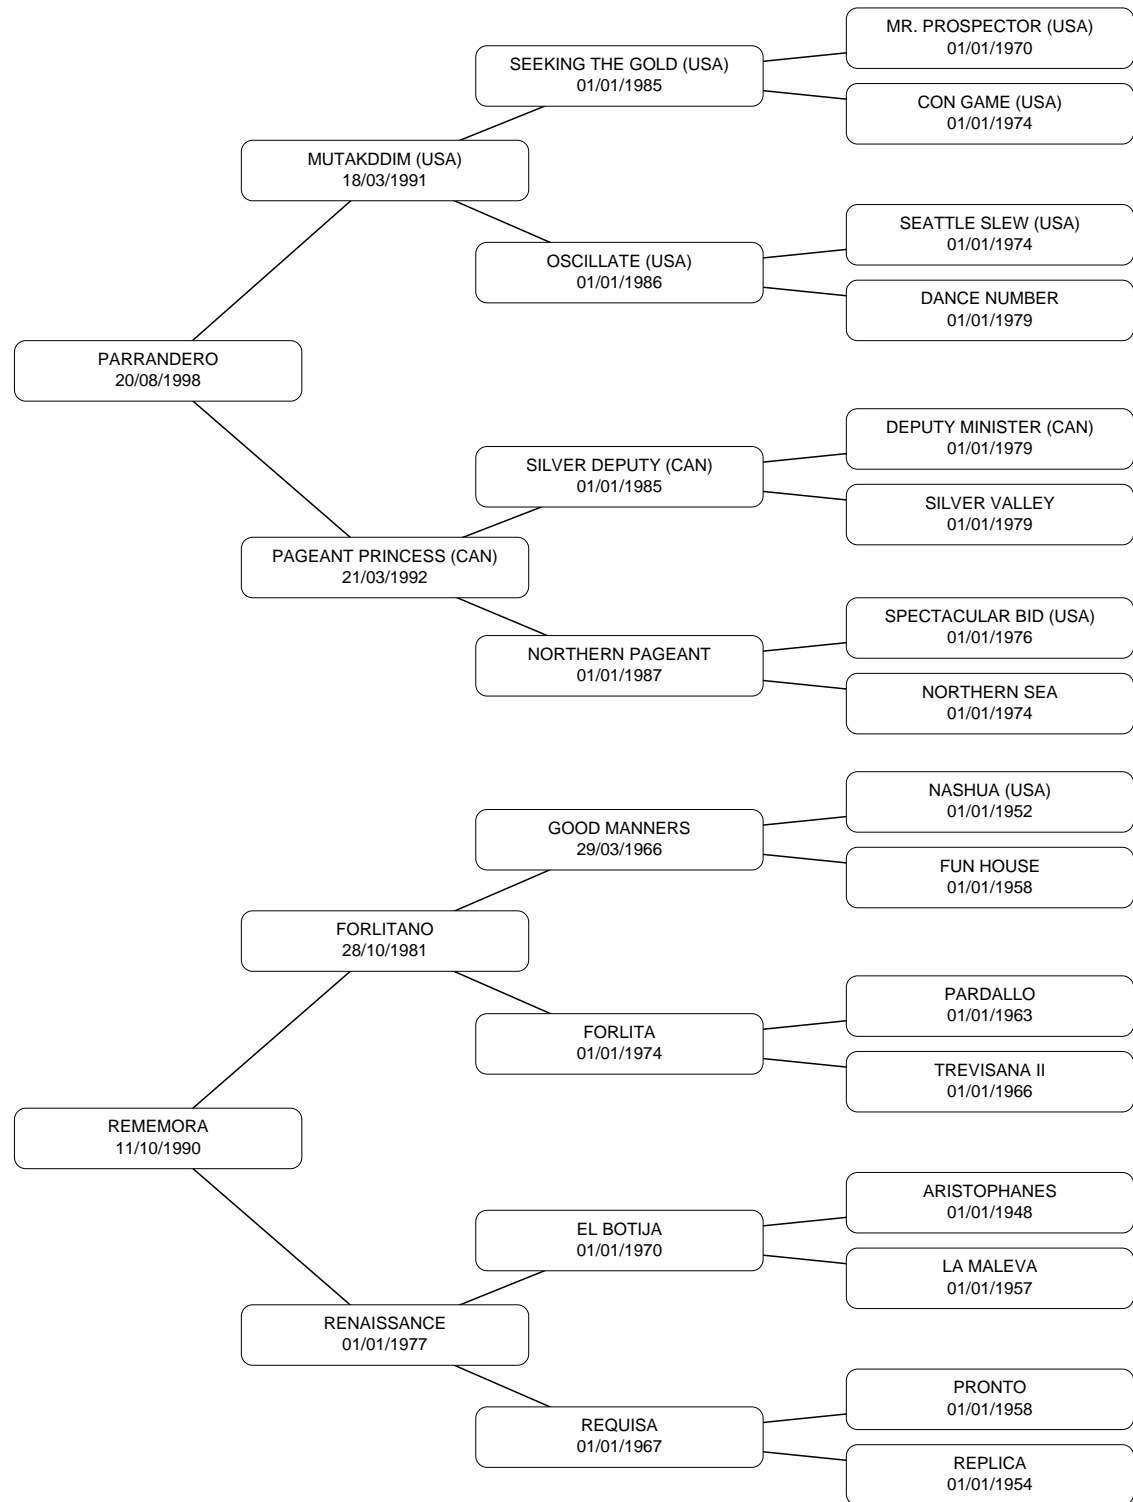 MR. PROSPECTOR (USA)
01/01/1970
SEEKING THE GOLD (USA)
01/01/1985
CON GAME (USA)
01/01/1974
MUTAKDDIM (USA)
18/03/1991
SEATTLE SLEW (USA)
01/01/1974
OSCILLATE (USA)
01/01/1986
DANCE NUMBER
01/01/1979
PARRANDERO
20/08/1998
DEPUTY MINISTER (CAN)
01/01/1979
SILVER DEPUTY (CAN)
01/01/1985
SILVER VALLEY
01/01/1979
PAGEANT PRINCESS (CAN)
21/03/1992
SPECTACULAR BID (USA)
01/01/1976
NORTHERN PAGEANT
01/01/1987
NORTHERN SEA
01/01/1974
NASHUA (USA)
01/01/1952
GOOD MANNERS
29/03/1966
FUN HOUSE
01/01/1958
FORLITANO
28/10/1981
PARDALLO
01/01/1963
FORLITA
01/01/1974
TREVISANA II
01/01/1966
REMEMORA
11/10/1990
ARISTOPHANES
01/01/1948
EL BOTIJA
01/01/1970
LA MALEVA
01/01/1957
RENAISSANCE
01/01/1977
PRONTO
01/01/1958
REQUISA
01/01/1967
REPLICA
01/01/1954